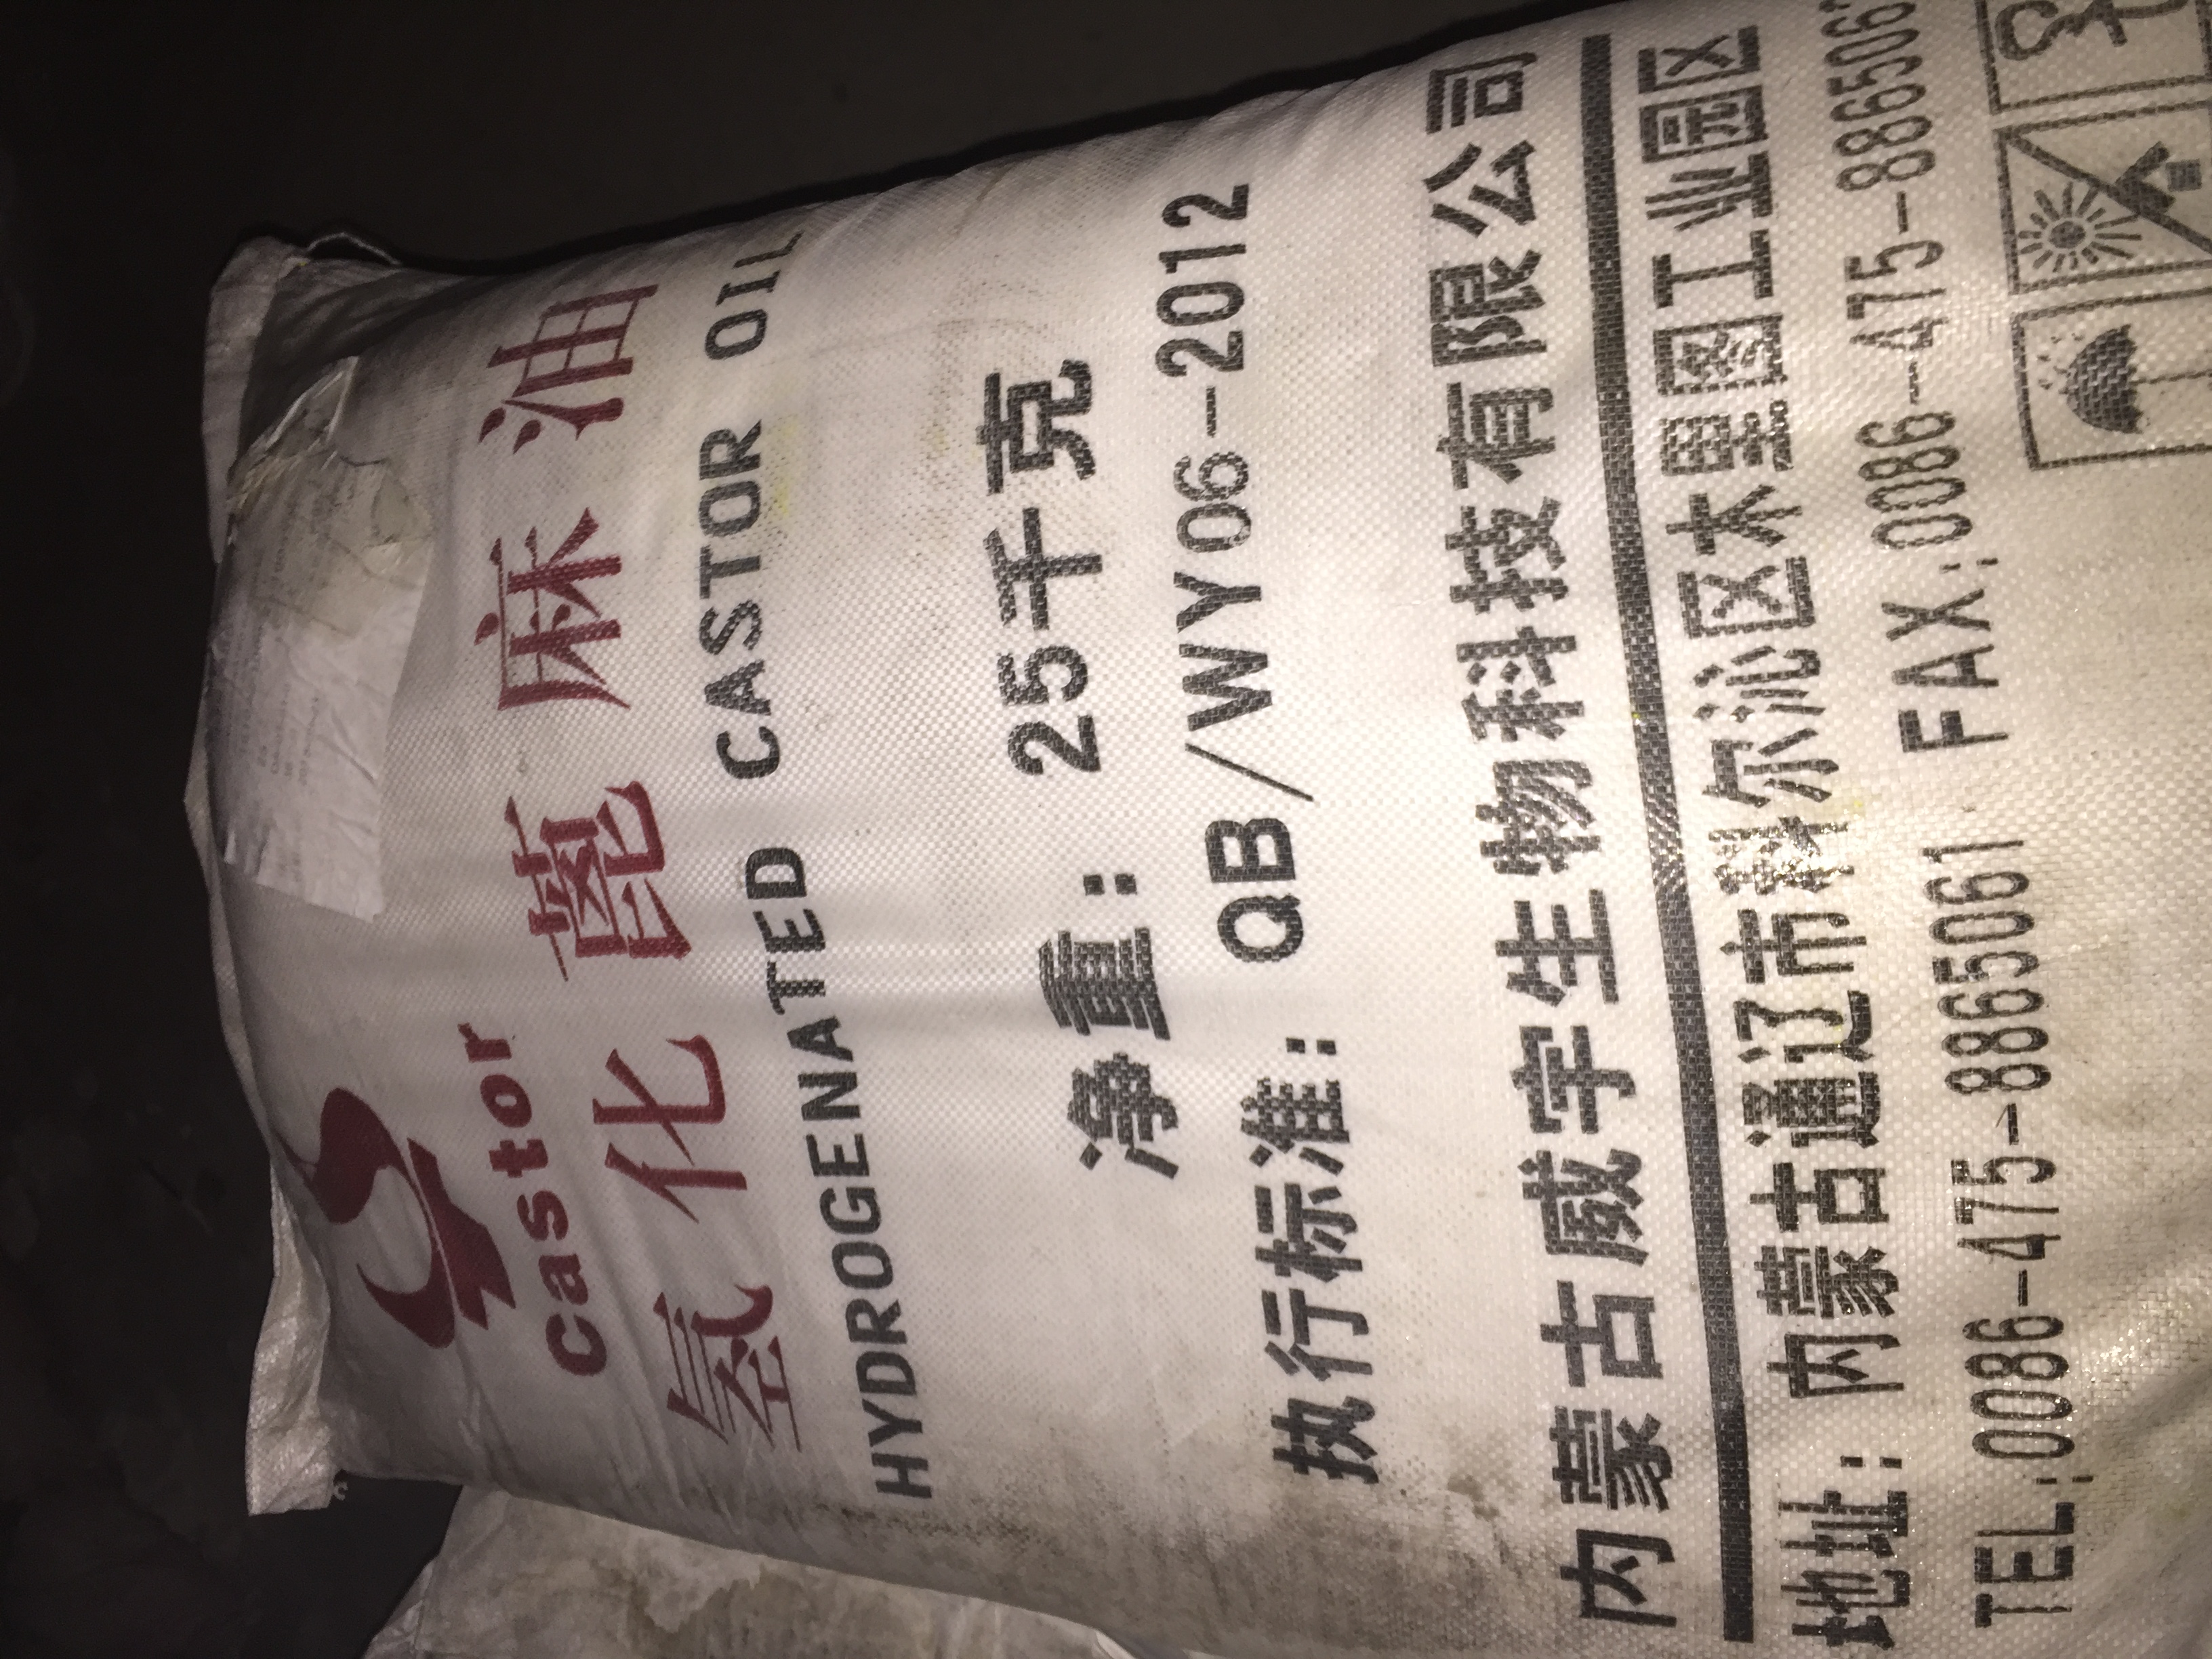 castor
氢化蓖麻油
HYDROGENATED CASTOR OIL
净重：25千克
执行标准：QB/WY06-2012
内蒙古威宇生物科技有限公司
地址：内蒙古通辽市科尔沁区木里图工业园区
TEL:0086-475-8865061 FAX:0086-475-8865061